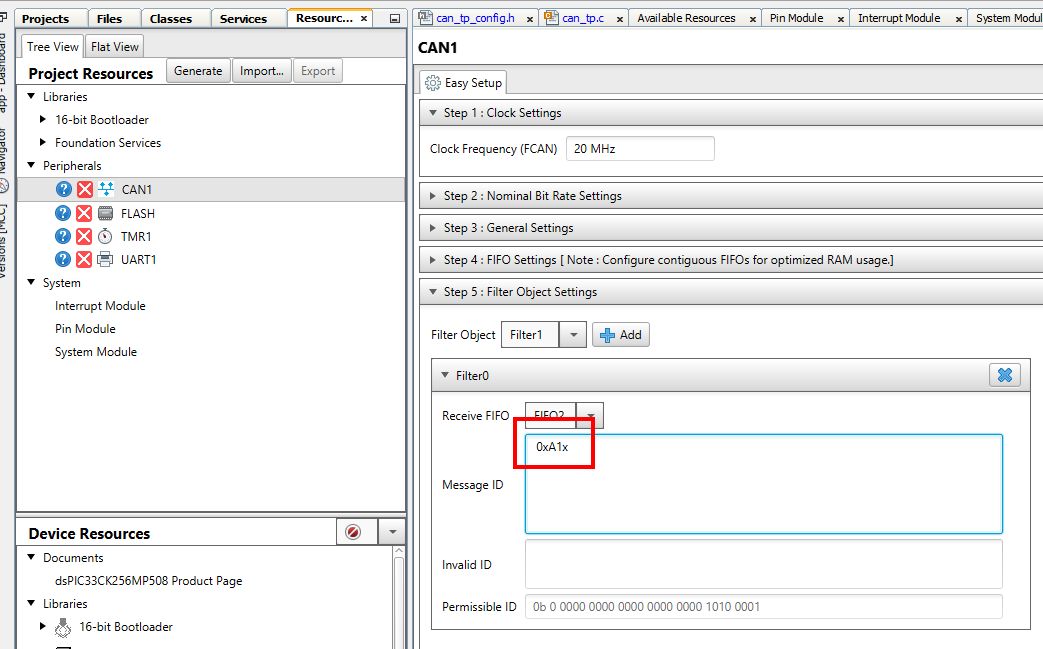 Projects Files Classes Services Resourc... ×
can_tp_config.h × can_tp.c × Available Resources × Pin Module × Interrupt Module × System Modul
Tree View Flat View
Project Resources Generate Import... Export
Libraries
16-bit Bootloader
Foundation Services
Peripherals
CAN1
FLASH
TMR1
UART1
System
Interrupt Module
Pin Module
System Module
Device Resources
Documents
dsPIC33CK256MP508 Product Page
Libraries
16-bit Bootloader
CAN1
Easy Setup
Step 1 : Clock Settings
Clock Frequency (FCAN) 20 MHz
Step 2 : Nominal Bit Rate Settings
Step 3 : General Settings
Step 4 : FIFO Settings [ Note : Configure contiguous FIFOs for optimized RAM usage.]
Step 5 : Filter Object Settings
Filter Object Filter1 Add
Filter0
Receive FIFO FIFO2
0xA1x
Message ID
Invalid ID
Permissible ID 0b 0 0000 0000 0000 0000 0000 1010 0001